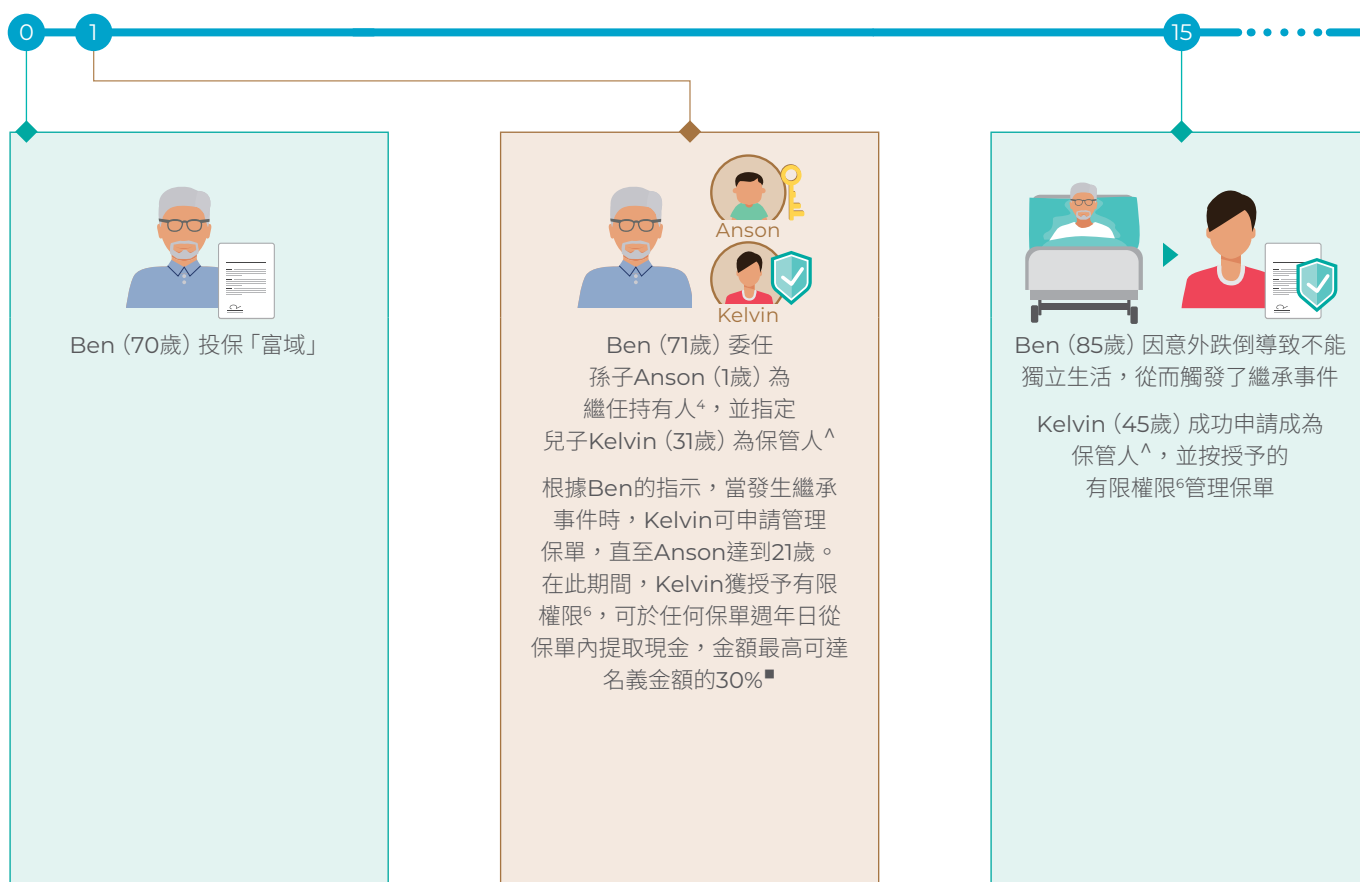 0
1
15
Ben（70歲）投保「富域」
Anson
Kelvin
Ben（71歲）委任
孫子Anson（1歲）為
繼任持有人⁴，並指定
兒子Kelvin（31歲）為保管人^
根據Ben的指示，當發生繼承
事件時，Kelvin可申請管理
保單，直至Anson達到21歲。
在此期間，Kelvin獲授予有限
權限⁶，可於任何保單週年日從
保單內提取現金，金額最高可達
名義金額的30%■
Ben（85歲）因意外跌倒導致不能
獨立生活，從而觸發了繼承事件
Kelvin（45歲）成功申請成為
保管人^，並按授予的
有限權限⁶管理保單